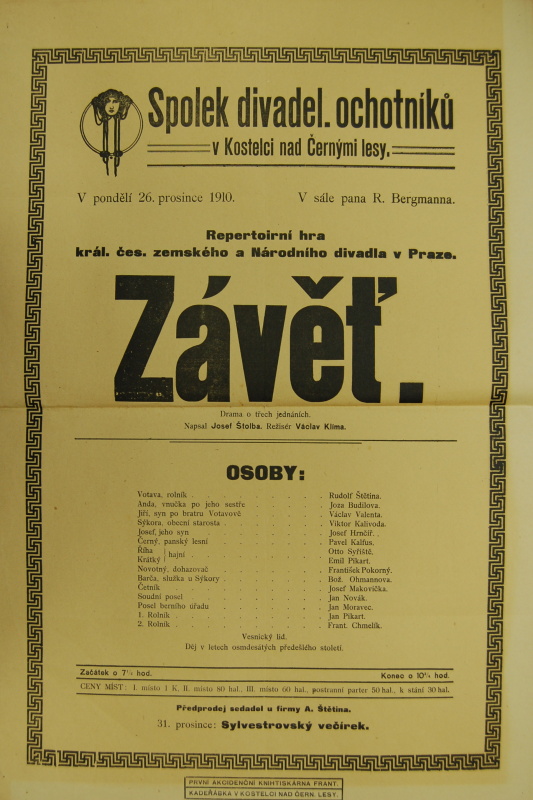 Spolek divadel. ochotníků
v Kostelci nad Černými lesy.
V pondělí 26. prosince 1910. V sále pana R. Bergmanna.
Repertoirní hra
král. čes. zemského a Národního divadla v Praze.
Závěť.
Drama o třech jednáních.
Napsal Josef Štolba. Režisér Václav Klima.
OSOBY:
Votava, rolník . . . . . . . Rudolf Štětina.
Anda, vnučka po jeho sestře . . . . . Joza Budilova.
Jiří, syn po bratru Votavově . . . . . Václav Valenta.
Sýkora, obecní starosta . . . . . . Viktor Kalivoda.
Josef, jeho syn . . . . . . . Josef Hrnčíř.
Černý, panský lesní . . . . . . Pavel Kalfus.
Říha } hajní . . . . . . Otto Syřiště.
Krátký } hajní . . . . . . Emil Pikart.
Novotný, dohazovač . . . . . . František Pokorný.
Barča, služka u Sýkory . . . . . . Bož. Ohmannova.
Četník . . . . . . . . Josef Makovička.
Soudní posel . . . . . . . Jan Novák.
Posel berního úřadu . . . . . . Jan Moravec.
1. Rolník . . . . . . . . Jan Pikart.
2. Rolník . . . . . . . . Frant. Chmelík.
Vesnický lid.
Děj v letech osmdesátých předešlého století.
Začátek o 7½ hod. Konec o 10¼ hod.
CENY MÍST: I. místo 1 K, II. místo 80 hal., III. místo 60 hal., postranní parter 50 hal., k stání 30 hal.
Předprodej sedadel u firmy A. Štětina.
31. prosince: Sylvestrovský večírek.
PRVNÍ AKCIDENČNÍ KNIHTISKÁRNA FRANT.
KADEŘÁBKA V KOSTELCI NAD ČERN. LESY.